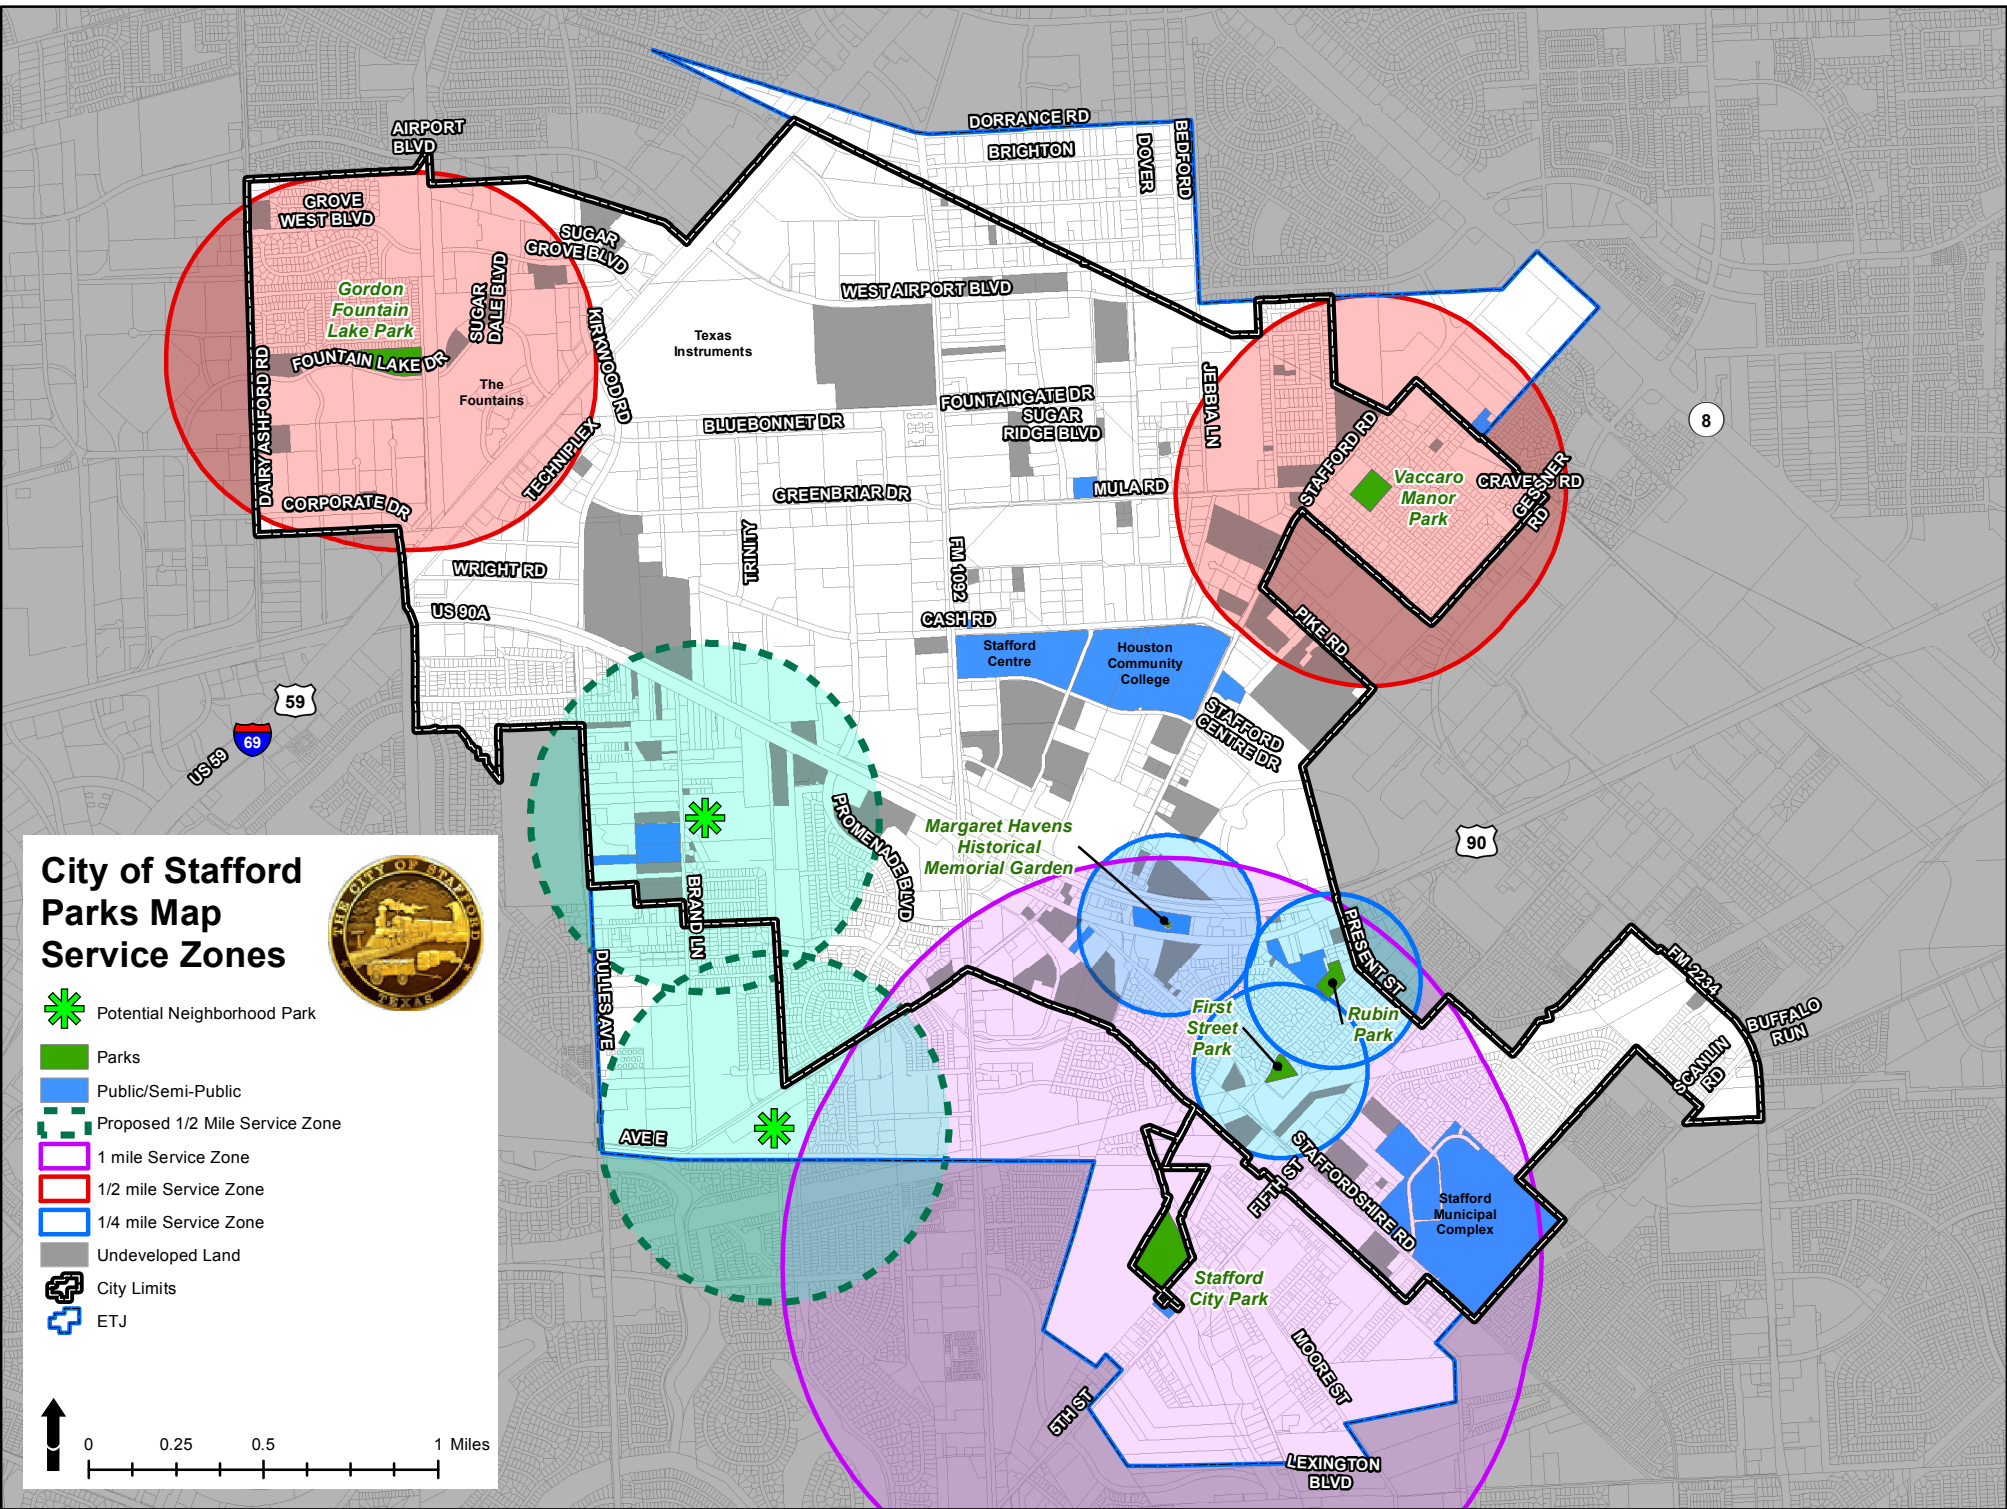 DORRANCE RD
BRIGHTON
DOVER
BEDFORD
AIRPORT
BLVD
GROVE
WEST BLVD
SUGAR
GROVE BLVD
SUGAR
DALE BLVD
Gordon
Fountain
Lake Park
FOUNTAIN LAKE DR
The
Fountains
DAIRY ASHFORD RD
CORPORATE DR
KIRKWOOD RD
TECHNIPLEX
WEST AIRPORT BLVD
Texas
Instruments
BLUEBONNET DR
FOUNTAINGATE DR
SUGAR
RIDGE BLVD
JEBBIA LN
STAFFORD RD
Vaccaro
Manor
Park
CRAVENS RD
GESSNER
RD
8
GREENBRIAR DR
MULA RD
TRINITY
FM 1092
WRIGHT RD
US 90A
CASH RD
PIKE RD
Stafford
Centre
Houston
Community
College
STAFFORD
CENTRE DR
59
69
US 59
90
PROMENADE BLVD
BRAND LN
DULLES AVE
AVE E
Margaret Havens
Historical
Memorial Garden
PRESENT ST
First
Street
Park
Rubin
Park
FM 2234
BUFFALO
RUN
SCANLIN
RD
STAFFORDSHIRE RD
FIFTH ST
Stafford
Municipal
Complex
Stafford
City Park
MOORE ST
5TH ST
LEXINGTON
BLVD
City of Stafford
Parks Map
Service Zones
THE CITY OF STAFFORD
TEXAS
Potential Neighborhood Park
Parks
Public/Semi-Public
Proposed 1/2 Mile Service Zone
1 mile Service Zone
1/2 mile Service Zone
1/4 mile Service Zone
Undeveloped Land
City Limits
ETJ
0 0.25 0.5 1 Miles